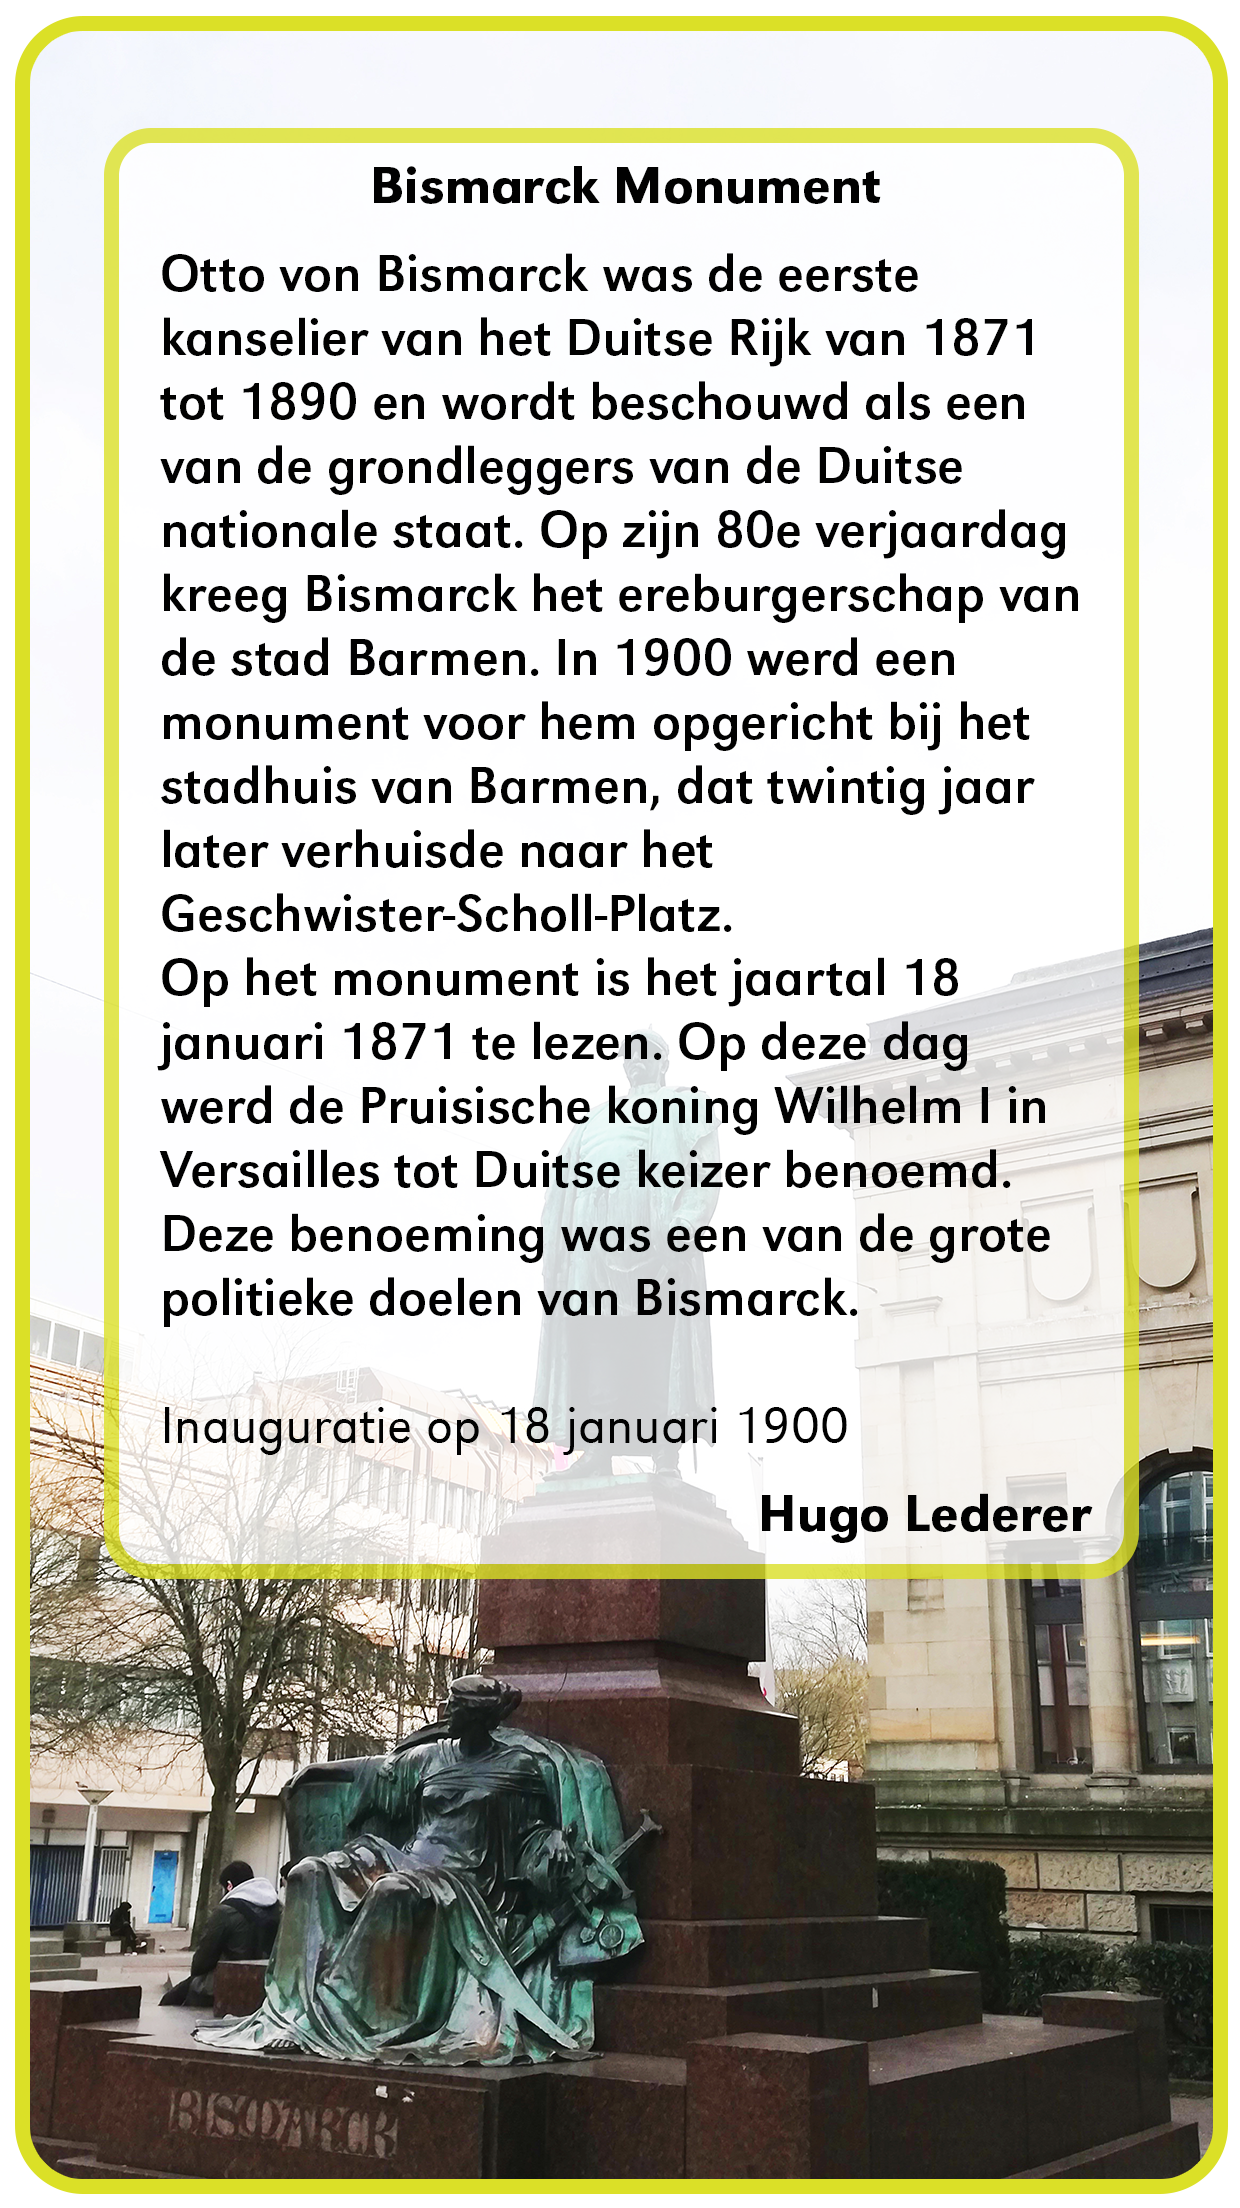 Bismarck Monument
Otto von Bismarck was de eerste
kanselier van het Duitse Rijk van 1871
tot 1890 en wordt beschouwd als een
van de grondleggers van de Duitse
nationale staat. Op zijn 80e verjaardag
kreeg Bismarck het ereburgerschap van
de stad Barmen. In 1900 werd een
monument voor hem opgericht bij het
stadhuis van Barmen, dat twintig jaar
later verhuisde naar het
Geschwister-Scholl-Platz.
Op het monument is het jaartal 18
januari 1871 te lezen. Op deze dag
werd de Pruisische koning Wilhelm I in
Versailles tot Duitse keizer benoemd.
Deze benoeming was een van de grote
politieke doelen van Bismarck.
Inauguratie op 18 januari 1900
Hugo Lederer
BISMARCK